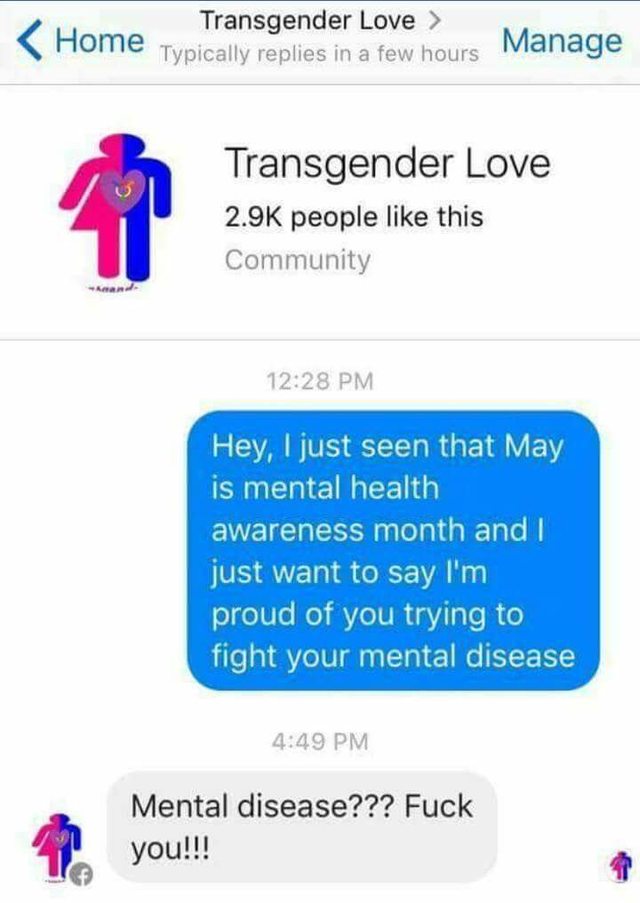 Transgender Love >
Home
Typically replies in a few hours
Manage
Transgender Love
2.9K people like this
Community
12:28 PM
Hey, I just seen that May
is mental health
awareness month and I
just want to say I'm
proud of you trying to
fight your mental disease
4:49 PM
Mental disease??? Fuck
you!!!